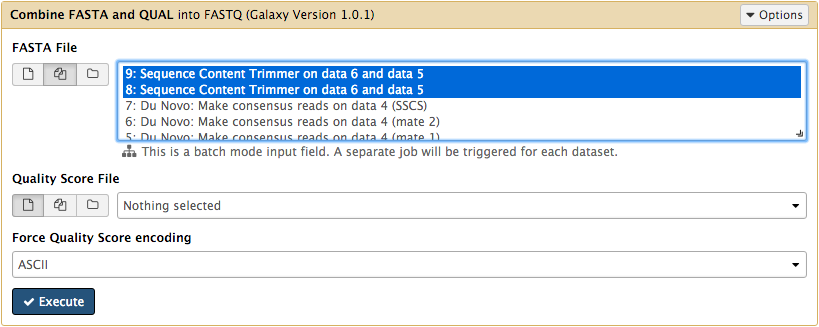 Combine FASTA and QUAL into FASTQ (Galaxy Version 1.0.1)
Options
FASTA File
9: Sequence Content Trimmer on data 6 and data 5
8: Sequence Content Trimmer on data 6 and data 5
7: Du Novo: Make consensus reads on data 4 (SSCS)
6: Du Novo: Make consensus reads on data 4 (mate 2)
5: Du Novo: Make consensus reads on data 4 (mate 1)
This is a batch mode input field. A separate job will be triggered for each dataset.
Quality Score File
Nothing selected
Force Quality Score encoding
ASCII
Execute